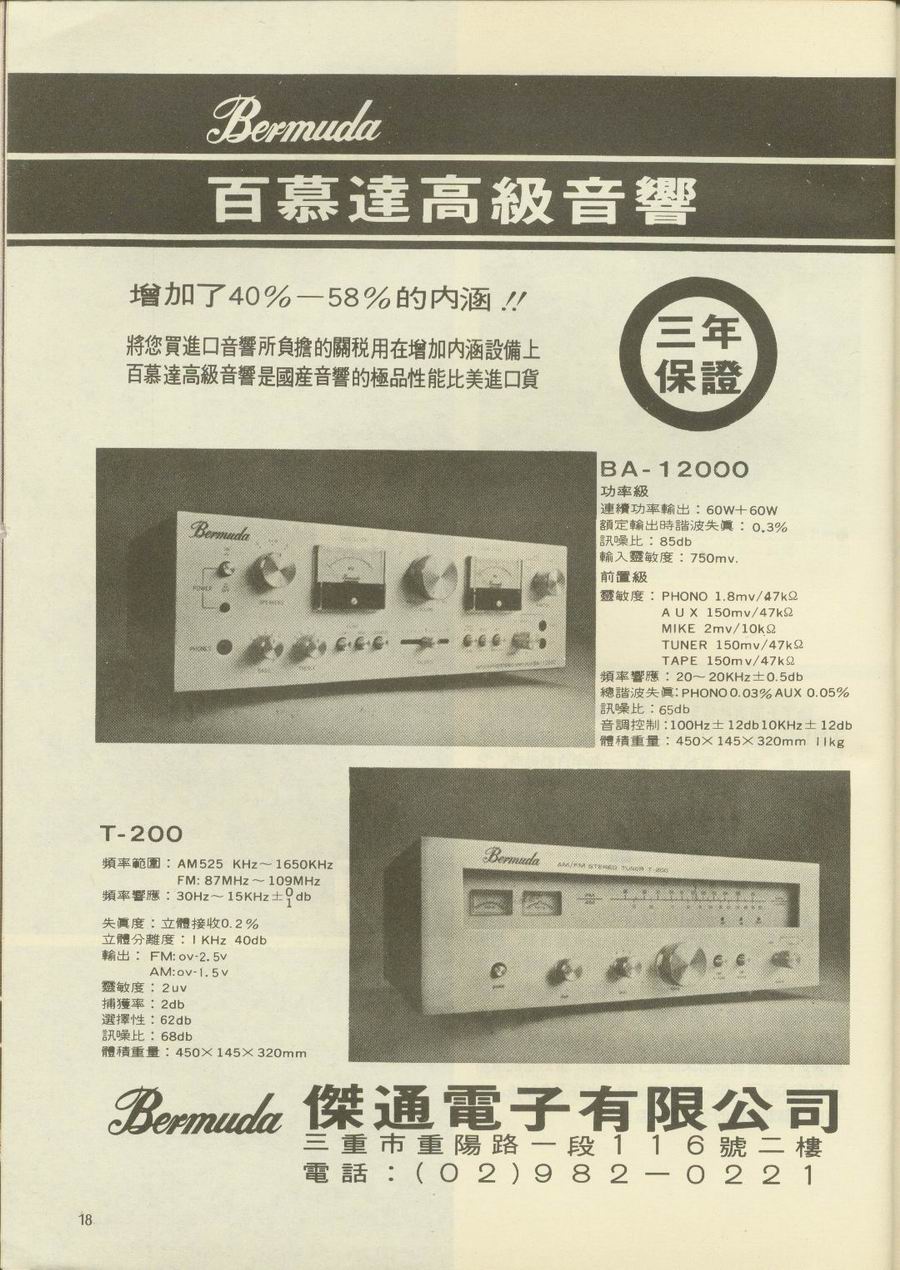 Bermuda
百慕達高級音響
增加了40%—58%的内涵!!
將您買進口音響所負擔的關税用在增加内涵設備上
百慕達高級音響是國産音響的極品性能比美進口貨
三年
保證
BA-12000
功率級
連續功率輸出：60W+60W
額定輸出時諧波失眞：0.3%
訊噪比：85db
輸入靈敏度：750mv.
前置級
靈敏度：PHONO 1.8mv/47kΩ
AUX 150mv/47kΩ
MIKE 2mv/10kΩ
TUNER 150mv/47kΩ
TAPE 150mv/47kΩ
頻率響應：20～20KHz±0.5db
總諧波失眞：PHONO 0.03% AUX 0.05%
訊噪比：65db
音調控制：100Hz±12db10KHz±12db
體積重量：450×145×320mm 11kg
Bermuda
POWER
SPEAKERS
PHONES
BASS
T-200
頻率範圍：AM525 KHz～1650KHz
FM: 87MHz～109MHz
頻率響應：30Hz～15KHz±0/1db
失眞度：立體接收0.2%
立體分離度：1KHz 40db
輸出：FM:ov-2.5v
AM:ov-1.5v
靈敏度：2uv
捕獲率：2db
選擇性：62db
訊噪比：68db
體積重量：450×145×320mm
Bermuda
AM/FM STEREO TUNER T-200
Bermuda 傑通電子有限公司
三重市重陽路一段116號二樓
電話：(02)982—0221
18